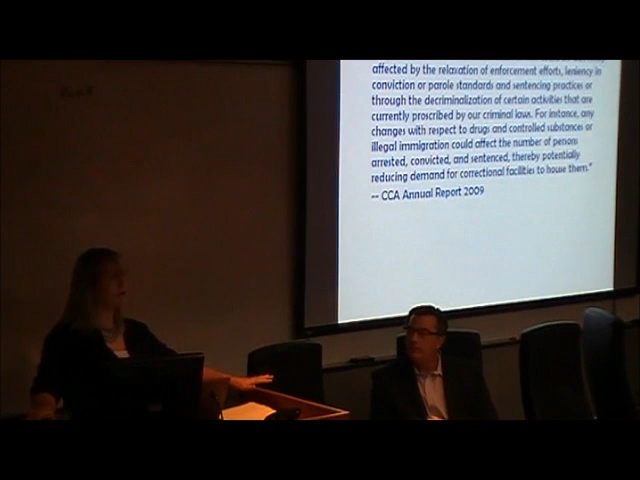 affected by the relaxation of enforcement efforts, leniency in
conviction or parole standards and sentencing practices or
through the decriminalization of certain activities that are
currently proscribed by our criminal laws. For instance, any
changes with respect to drugs and controlled substances or
illegal immigration could affect the number of persons
arrested, convicted, and sentenced, thereby potentially
reducing demand for correctional facilities to house them."
-- CCA Annual Report 2009